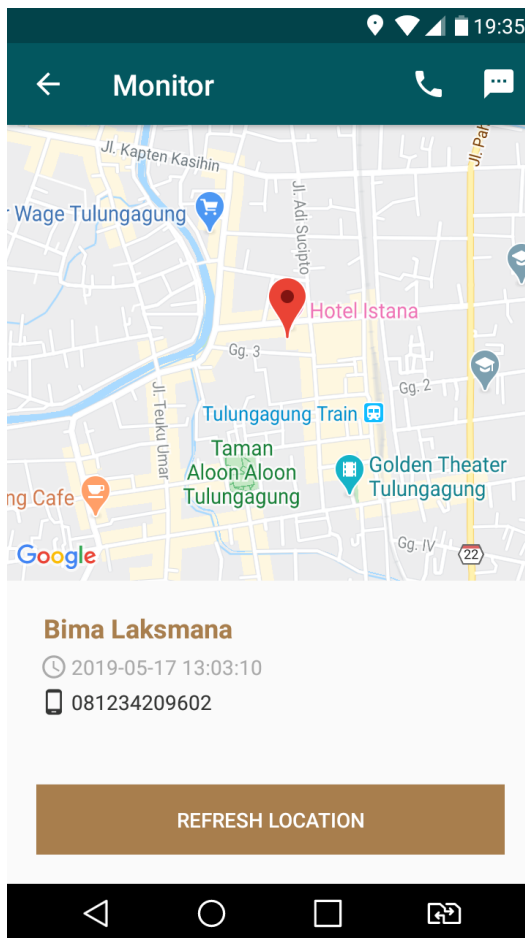 19:35
Monitor
Jl. Kapten Kasihin
Jl. Pah
Jl. Adi Sucipto
r Wage Tulungagung
Hotel Istana
Gg. 3
Gg. 2
Jl. Teuku Umar
Tulungagung Train
Taman
Aloon-Aloon
Tulungagung
Golden Theater
Tulungagung
ng Cafe
Gg. IV
22
Google
Bima Laksmana
2019-05-17 13:03:10
081234209602
REFRESH LOCATION